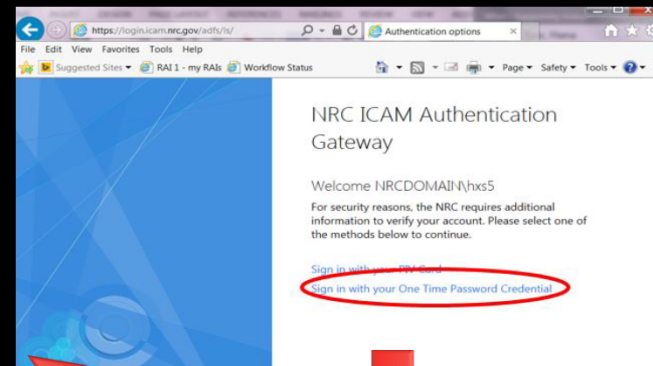 https://login.icam.nrc.gov/adfs/ls/
Authentication options
File Edit View Favorites Tools Help
Suggested Sites RAI 1 - my RAIs Workflow Status Page Safety Tools
NRC ICAM Authentication
Gateway
Welcome NRCDOMAIN\hxs5
For security reasons, the NRC requires additional
information to verify your account. Please select one of
the methods below to continue.
Sign in with your PIV Card
Sign in with your One Time Password Credential